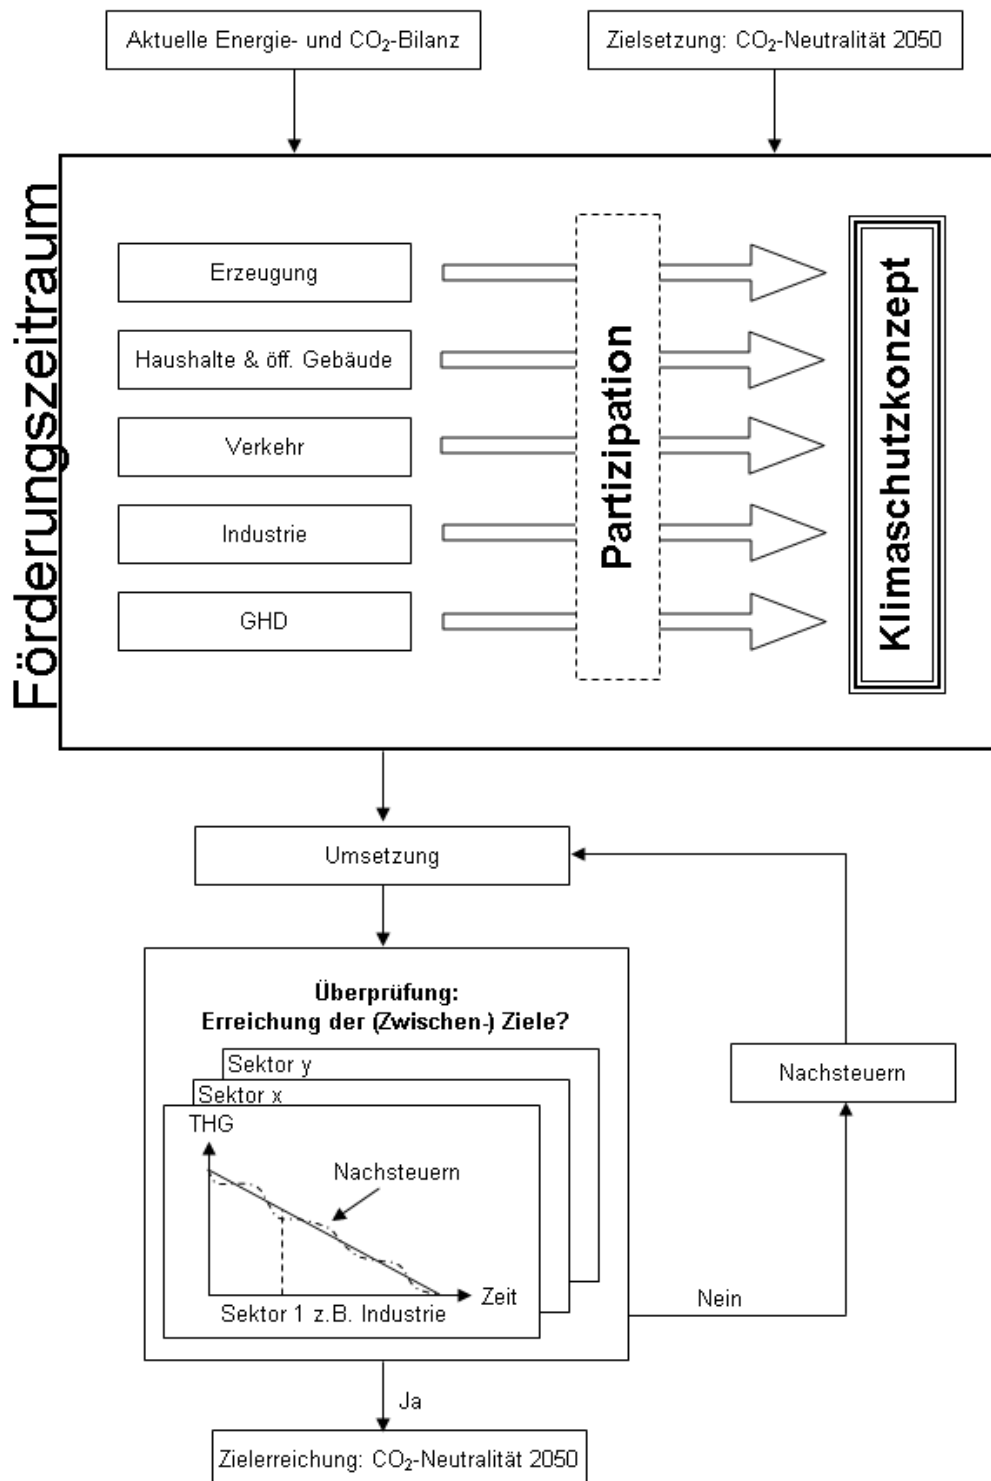 Aktuelle Energie- und CO₂-Bilanz
Zielsetzung: CO₂-Neutralität 2050
Förderungszeitraum
Erzeugung
Haushalte & öff. Gebäude
Verkehr
Industrie
GHD
Partizipation
Klimaschutzkonzept
Umsetzung
Überprüfung:
Erreichung der (Zwischen-) Ziele?
Sektor y
Sektor x
THG
Nachsteuern
Zeit
Sektor 1 z.B. Industrie
Nachsteuern
Nein
Ja
Zielerreichung: CO₂-Neutralität 2050